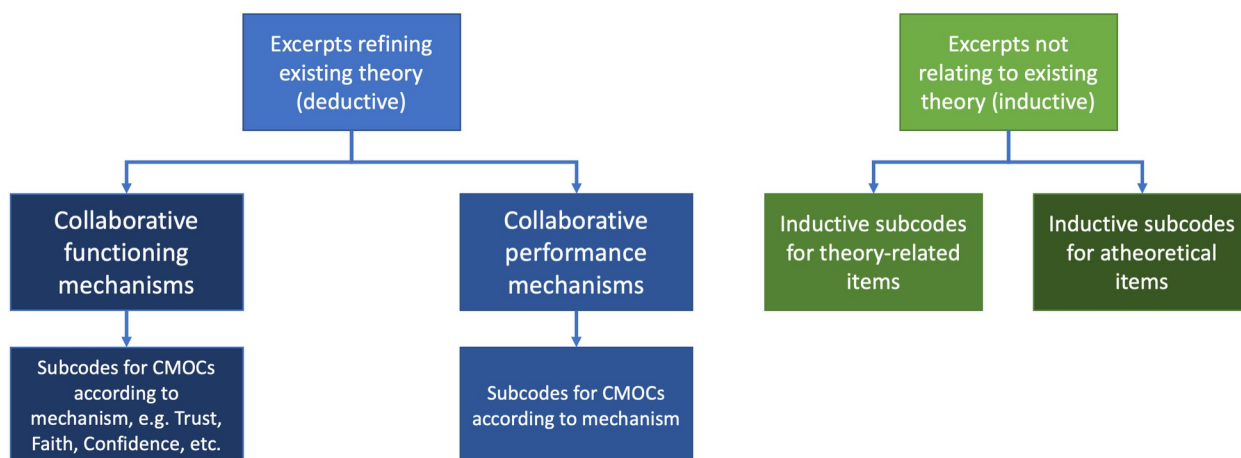 Excerpts refining
existing theory
(deductive)
Excerpts not
relating to existing
theory (inductive)
Collaborative
functioning
mechanisms
Collaborative
performance
mechanisms
Inductive subcodes
for theory-related
items
Inductive subcodes
for atheoretical
items
Subcodes for CMOCs
according to
mechanism, e.g. Trust,
Faith, Confidence, etc.
Subcodes for CMOCs
according to mechanism